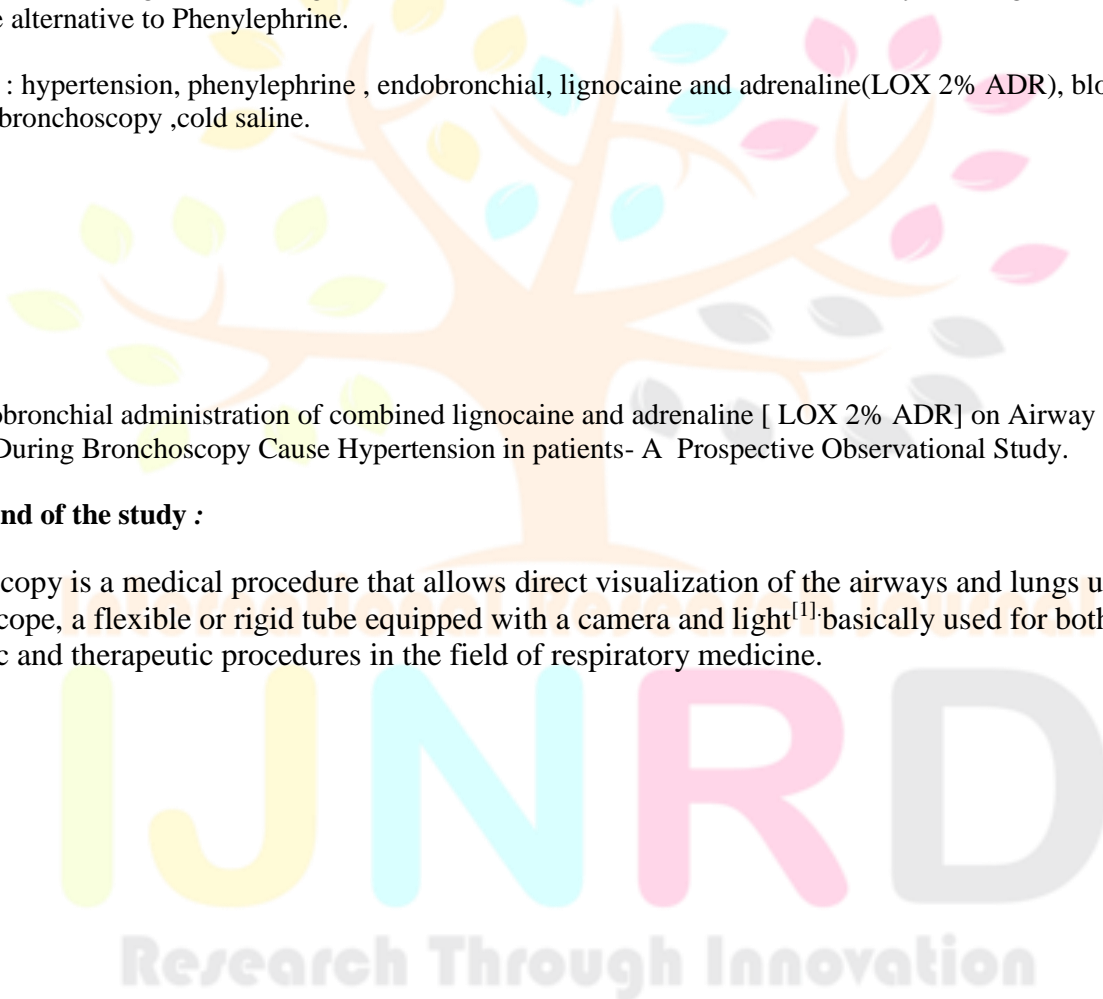 e alternative to Phenylephrine.
: hypertension, phenylephrine , endobronchial, lignocaine and adrenaline(LOX 2% ADR), blo
bronchoscopy ,cold saline.
obronchial administration of combined lignocaine and adrenaline [ LOX 2% ADR] on Airway
During Bronchoscopy Cause Hypertension in patients- A Prospective Observational Study.
nd of the study :
copy is a medical procedure that allows direct visualization of the airways and lungs u
cope, a flexible or rigid tube equipped with a camera and light[1].basically used for both
c and therapeutic procedures in the field of respiratory medicine.
International Research Journal
IJNRD
Research Through Innovation